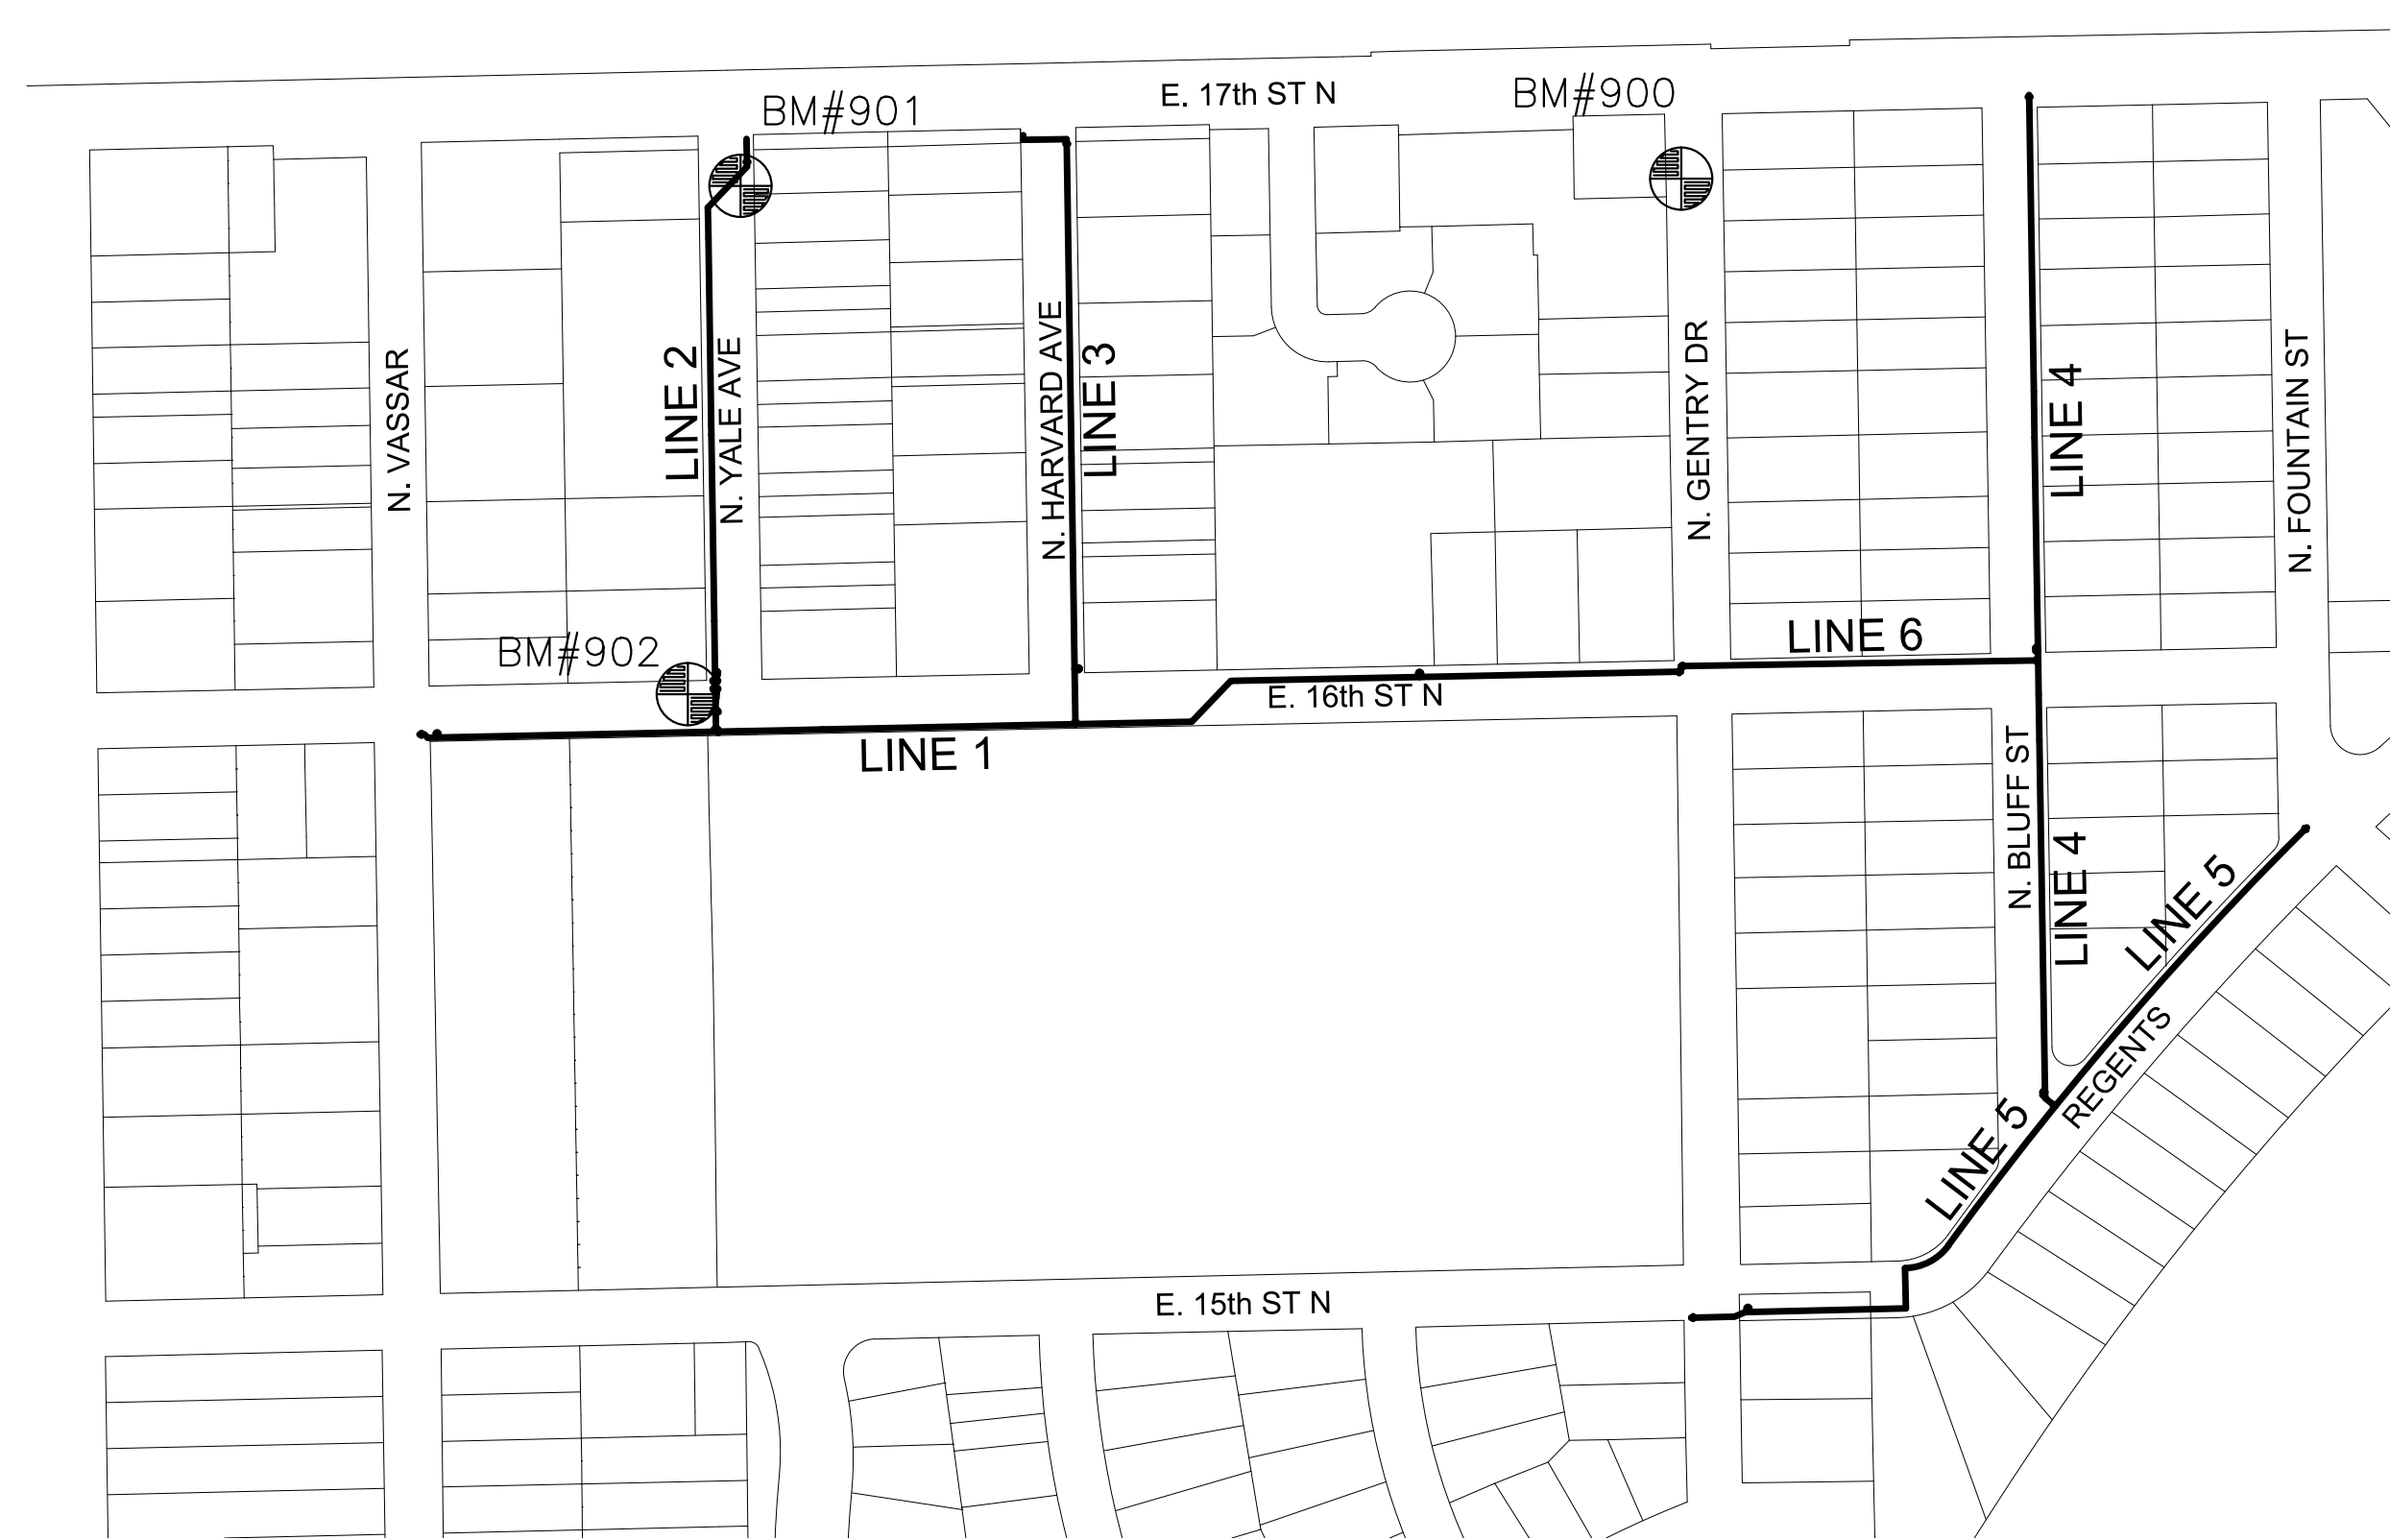 E. 17th ST N
BM#900
BM#901
N. VASSAR
LINE 2
N. YALE AVE
N. HARVARD AVE
LINE 3
N. GENTRY DR
LINE 4
N. FOUNTAIN ST
BM#902
LINE 6
E. 16th ST N
LINE 1
N. BLUFF ST
LINE 4
LINE 5
REGENTS
LINE 5
E. 15th ST N